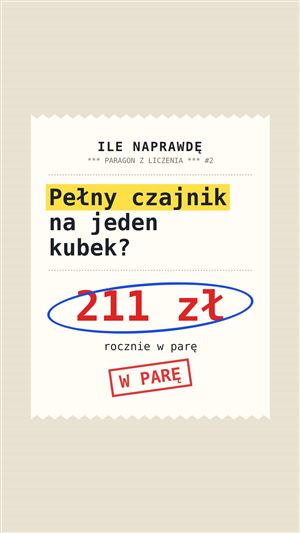 ILE NAPRAWDĘ
*** PARAGON Z LICZENIA *** #2
Pełny czajnik
na jeden
kubek?
211 zł
rocznie w parę
W PARĘ